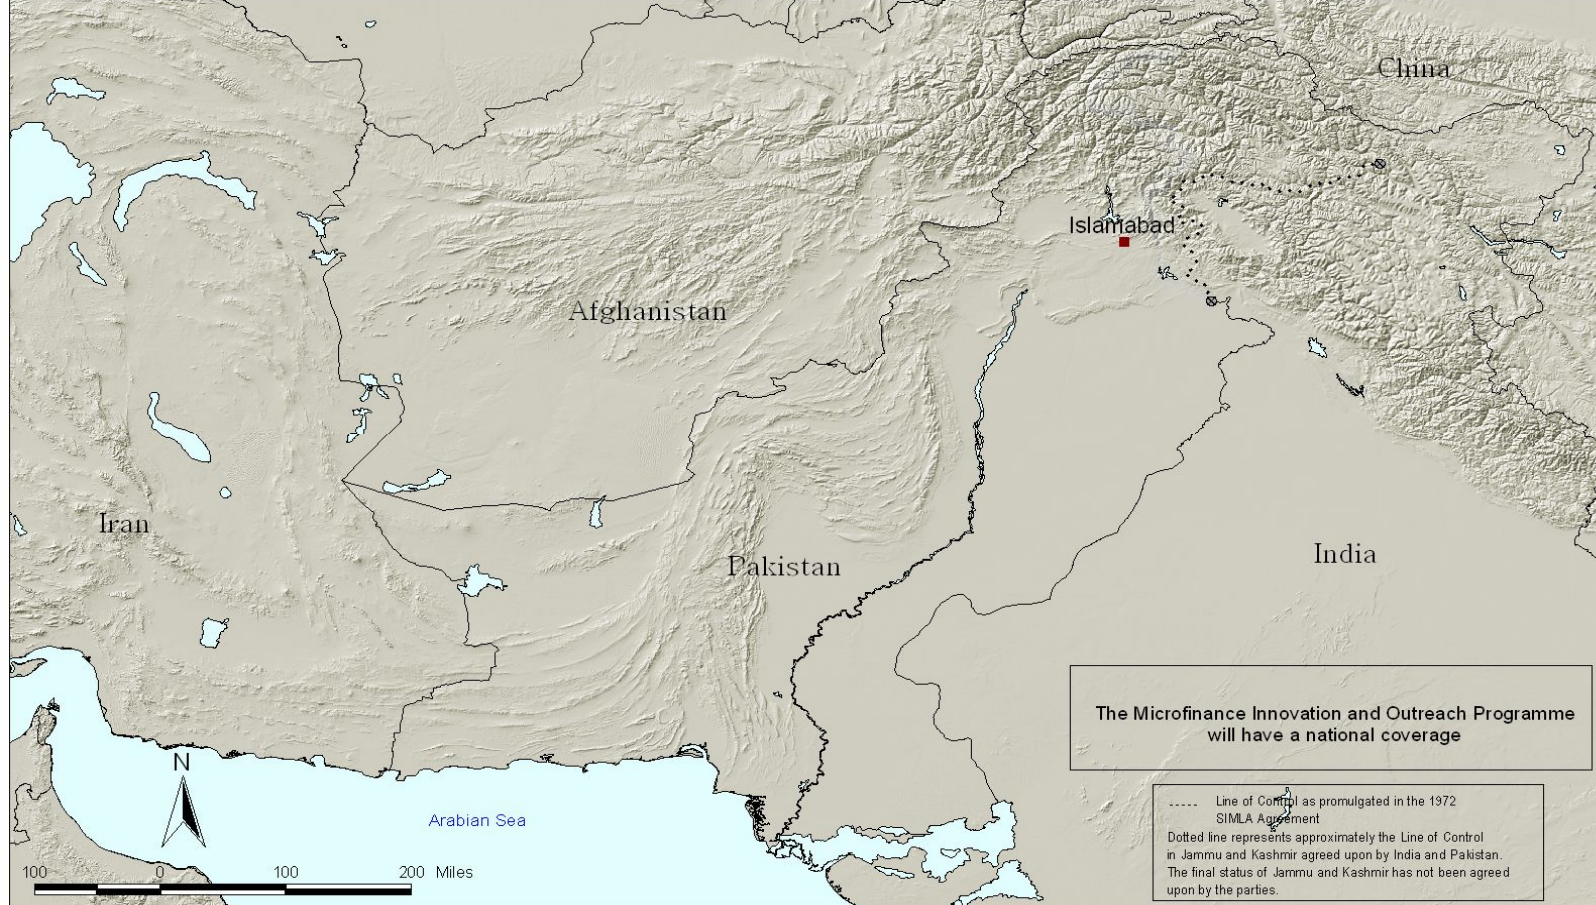 China
Islamabad
Afghanistan
Iran
Pakistan
India
The Microfinance Innovation and Outreach Programme
will have a national coverage
N
Arabian Sea
Line of Control as promulgated in the 1972
SIMLA Agreement
Dotted line represents approximately the Line of Control
in Jammu and Kashmir agreed upon by India and Pakistan.
The final status of Jammu and Kashmir has not been agreed
upon by the parties.
100 0 100 200 Miles